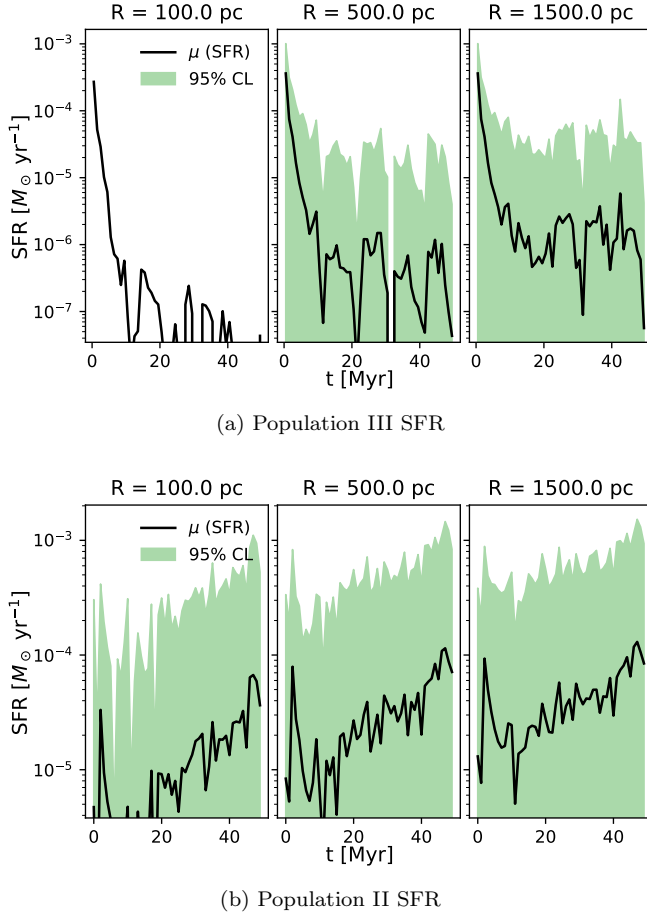 R = 100.0 pc R = 500.0 pc R = 1500.0 pc
10⁻³
10⁻⁴
10⁻⁵
10⁻⁶
10⁻⁷
SFR [M⊙ yr⁻¹]
μ (SFR)
95% CL
0 20 40 0 20 40 0 20 40
t [Myr]
(a) Population III SFR
R = 100.0 pc R = 500.0 pc R = 1500.0 pc
10⁻³
10⁻⁴
10⁻⁵
SFR [M⊙ yr⁻¹]
μ (SFR)
95% CL
0 20 40 0 20 40 0 20 40
t [Myr]
(b) Population II SFR